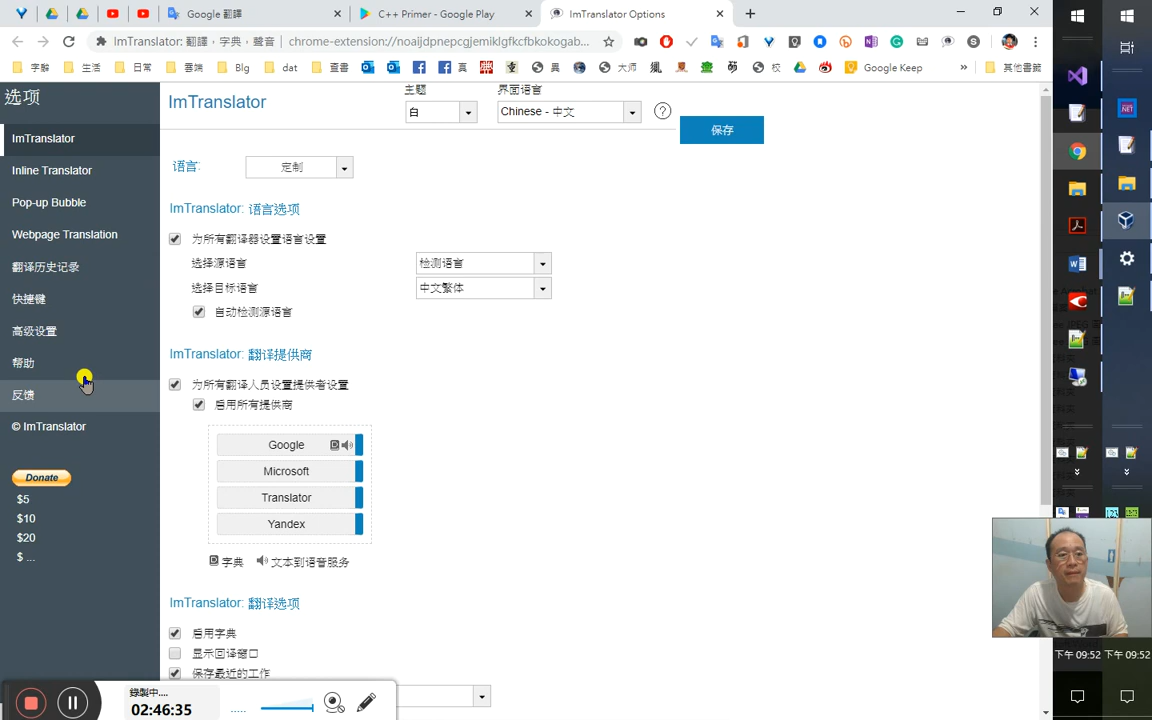 Google 翻譯
C++ Primer - Google Play
ImTranslator Options
ImTranslator: 翻譯，字典，聲音
chrome-extension://noaijdpnepcgjemiklgfkcfbkokogab...
字辭
生活
日常
雲端
Blg
dat
查書
真
異
大师
校
Google Keep
»
其他書籤
选项
ImTranslator
Inline Translator
Pop-up Bubble
Webpage Translation
翻译历史记录
快捷键
高级设置
帮助
反馈
© ImTranslator
Donate
$5
$10
$20
$ ...
ImTranslator
主题
白
界面语言
Chinese - 中文
?
保存
语言:
定制
ImTranslator: 语言选项
为所有翻译器设置语言设置
选择源语言
检测语言
选择目标语言
中文繁体
自动检测源语言
ImTranslator: 翻译提供商
为所有翻译人员设置提供者设置
启用所有提供商
Google
Microsoft
Translator
Yandex
字典
文本到语音服务
ImTranslator: 翻译选项
启用字典
显示回译窗口
保存最近的工作
錄製中....
02:46:35
下午 09:52
下午 09:52